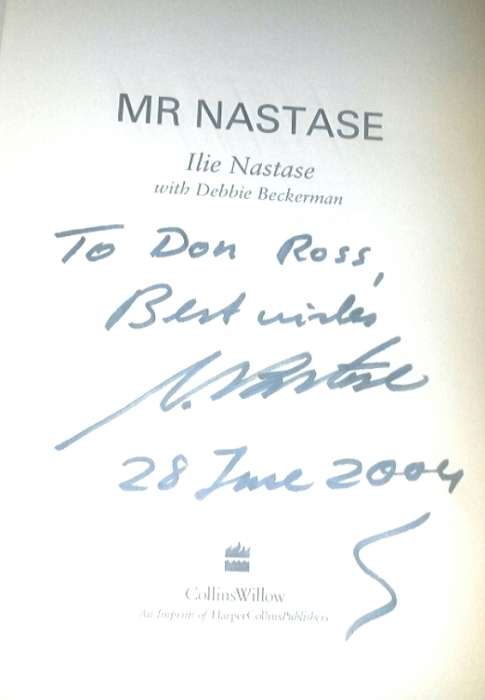 MR NASTASE
Ilie Nastase
with Debbie Beckerman
To Don Ross,
Best wishes
I. Nastase
28 June 2004
CollinsWillow
An Imprint of HarperCollinsPublishers